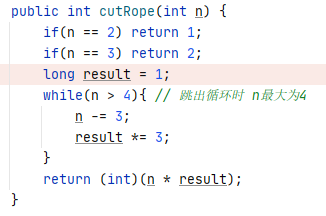 public int cutRope(int n) {
    if(n == 2) return 1;
    if(n == 3) return 2;
    long result = 1;
    while(n > 4){ // 跳出循环时 n最大为4
        n -= 3;
        result *= 3;
    }
    return (int)(n * result);
}